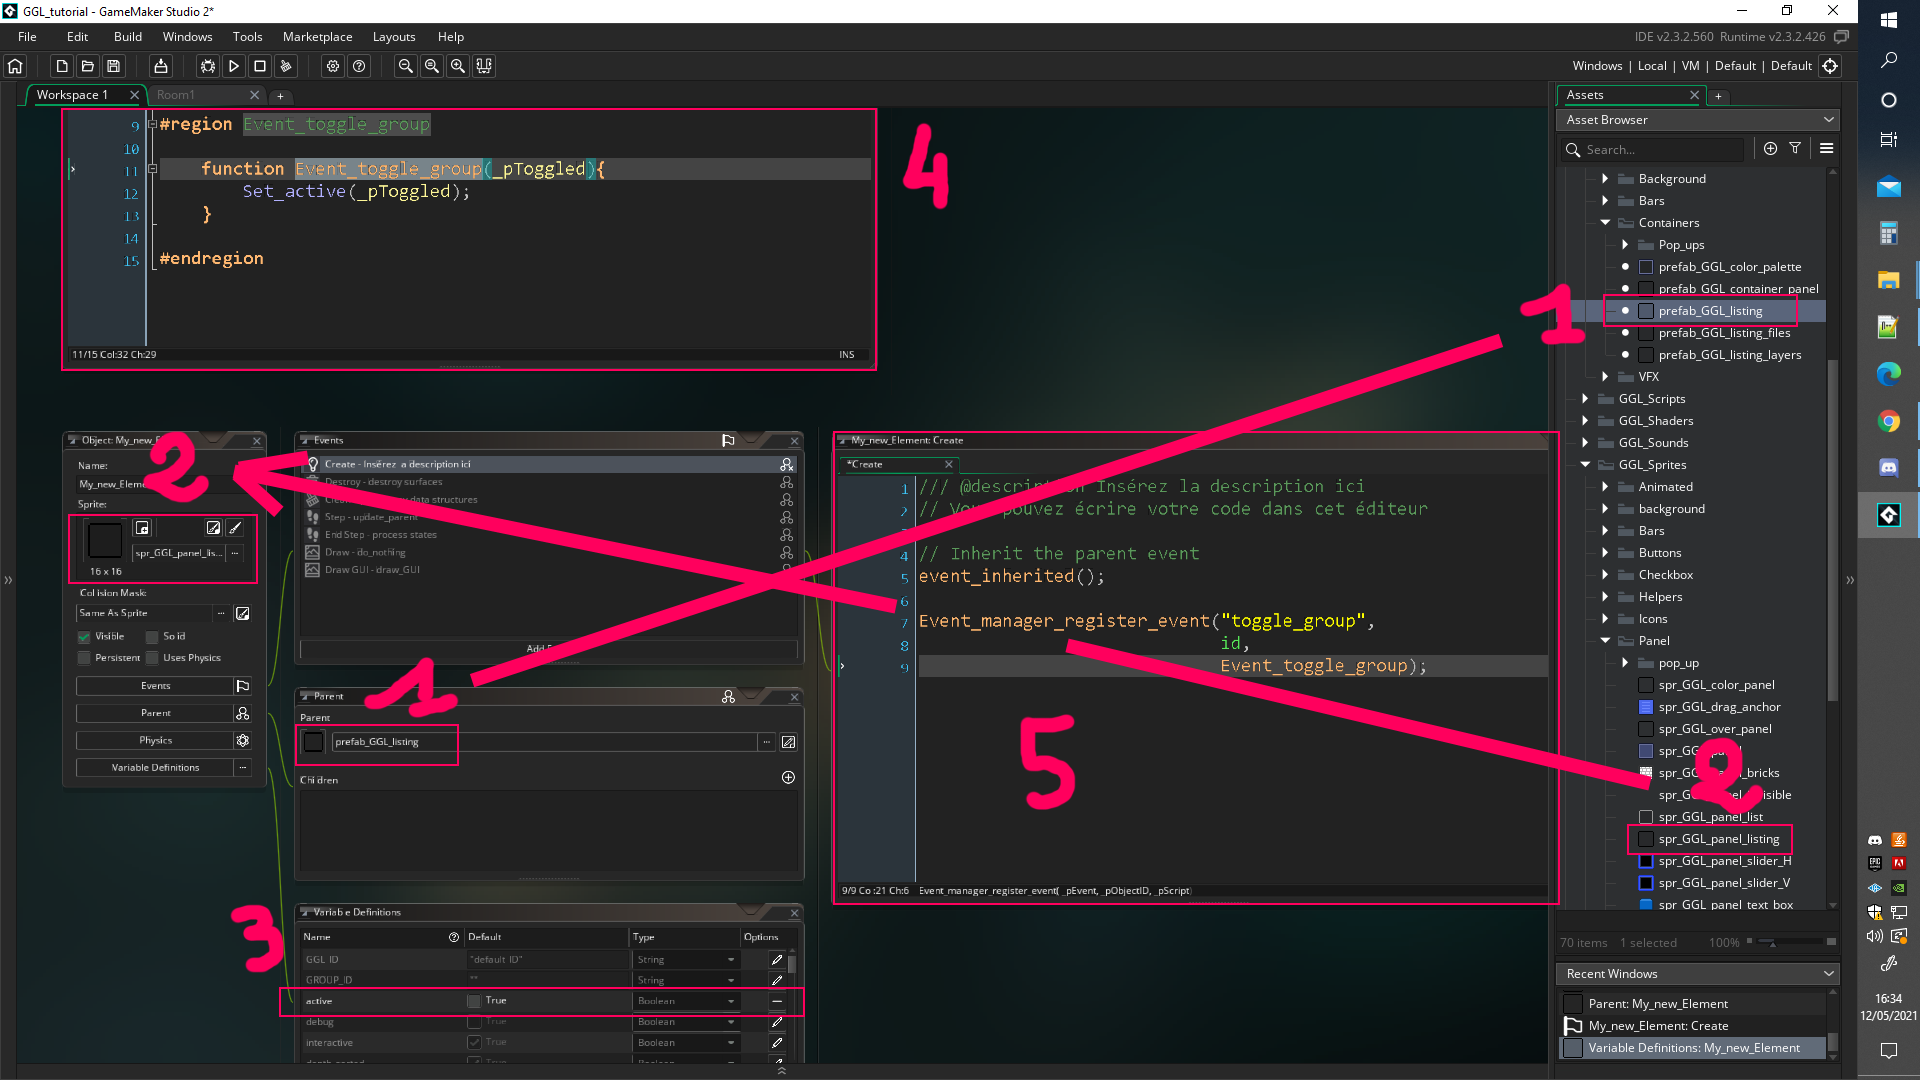 GGL_tutorial - GameMaker Studio 2*
File Edit Build Windows Tools Marketplace Layouts Help
IDE v2.3.2.560 Runtime v2.3.2.426
Windows | Local | VM | Default | Default
Workspace 1
Room1
9 #region Event_toggle_group
10
11 function Event_toggle_group(_pToggled){
12 Set_active(_pToggled);
13 }
14
15 #endregion
11/15 Col:32 Ch:29 INS
4
Object: My_new_
Name:
My_new_Elem
2
Sprite:
spr_GGL_panel_lis...
16 x 16
Collision Mask:
Same As Sprite
Visible Solid
Persistent Uses Physics
Events
Parent
Physics
Variable Definitions
Events
Create - Insérez la description ici
Destroy - destroy surfaces
data structures
Step - update_parent
End Step - process states
Draw - do_nothing
Draw GUI - draw_GUI
Add
1
Parent
Parent
prefab_GGL_listing
Children
3
Variable Definitions
Name Default Type Options
GGL_ID "default ID" String
GROUP_ID "" String
active True Boolean
debug True Boolean
interactive True Boolean
My_new_Element: Create
*Create
1 /// @description Insérez la description ici
2 // Vous pouvez écrire votre code dans cet éditeur
4 // Inherit the parent event
5 event_inherited();
6
7 Event_manager_register_event("toggle_group",
8 id,
9 Event_toggle_group);
5
9/9 Col:21 Ch:6 Event_manager_register_event( _pEvent, _pObjectID, _pScript)
Assets
Asset Browser
Search...
Background
Bars
Containers
Pop_ups
prefab_GGL_color_palette
prefab_GGL_container_panel
1
prefab_GGL_listing
prefab_GGL_listing_files
prefab_GGL_listing_layers
VFX
GGL_Scripts
GGL_Shaders
GGL_Sounds
GGL_Sprites
Animated
background
Bars
Buttons
Checkbox
Helpers
Icons
Panel
pop_up
spr_GGL_color_panel
spr_GGL_drag_anchor
spr_GGL_over_panel
2
spr_GGL_panel_list
spr_GGL_panel_listing
spr_GGL_panel_slider_H
spr_GGL_panel_slider_V
spr_GGL_panel_text_box
70 items 1 selected 100%
Recent Windows
Parent: My_new_Element
My_new_Element: Create
Variable Definitions: My_new_Element
16:34
12/05/2021